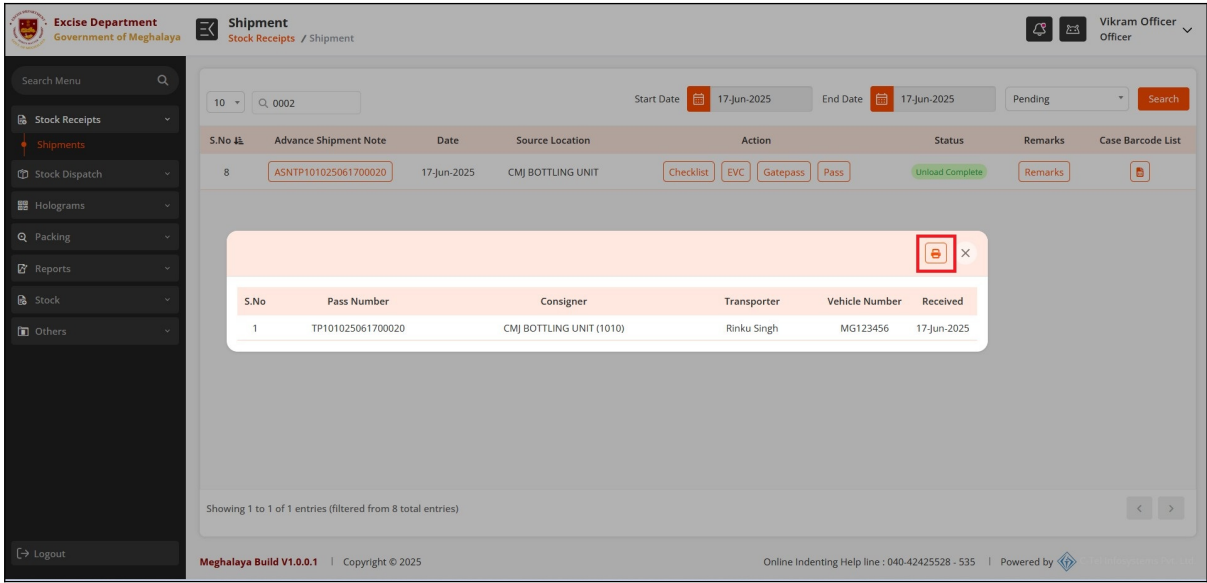 Excise Department
Government of Meghalaya
Shipment
Stock Receipts / Shipment
Vikram Officer
Officer
Search Menu
Stock Receipts
Shipments
Stock Dispatch
Holograms
Packing
Reports
Stock
Others
Logout
10 0002 Start Date 17-Jun-2025 End Date 17-Jun-2025 Pending Search
S.No Advance Shipment Note Date Source Location Action Status Remarks Case Barcode List
8 ASNTP101025061700020 17-Jun-2025 CMJ BOTTLING UNIT Checklist EVC Gatepass Pass Unload Complete Remarks
S.No Pass Number Consigner Transporter Vehicle Number Received
1 TP101025061700020 CMJ BOTTLING UNIT (1010) Rinku Singh MG123456 17-Jun-2025
Showing 1 to 1 of 1 entries (filtered from 8 total entries)
Meghalaya Build V1.0.0.1 | Copyright © 2025 Online Indenting Help line : 040-42425528 - 535 | Powered by